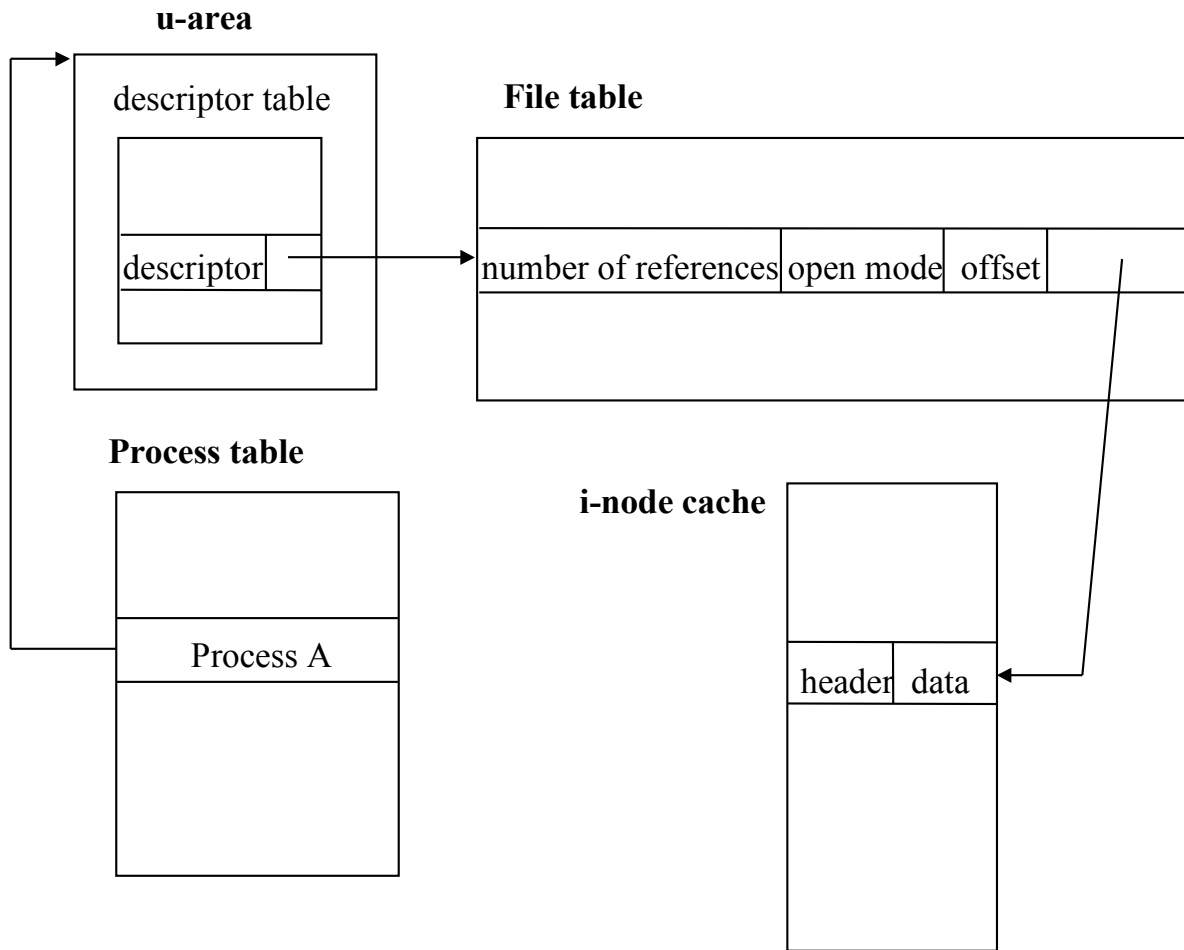 u-area
descriptor table
File table
descriptor
number of references
open mode
offset
Process table
i-node cache
Process A
header
data